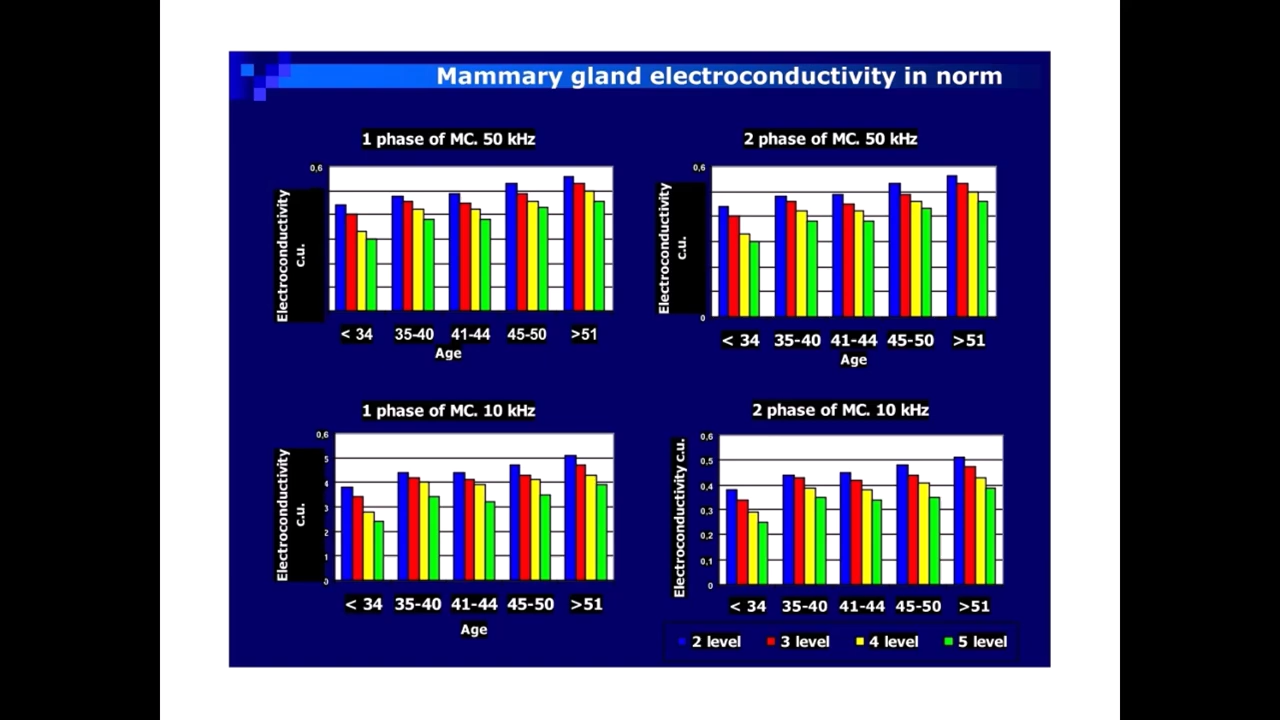 Mammary gland electroconductivity in norm
1 phase of MC. 50 kHz
0,6
Electroconductivity
c.u.
< 34 35-40 41-44 45-50 >51
Age
2 phase of MC. 50 kHz
0,6
Electroconductivity
c.u.
0
< 34 35-40 41-44 45-50 >51
Age
1 phase of MC. 10 kHz
0,6
5
4
3
2
1
0
Electroconductivity
c.u.
< 34 35-40 41-44 45-50 >51
Age
2 phase of MC. 10 kHz
0,6
0,5
0,4
0,3
0,2
0,1
0
Electroconductivity c.u.
< 34 35-40 41-44 45-50 >51
2 level 3 level 4 level 5 level